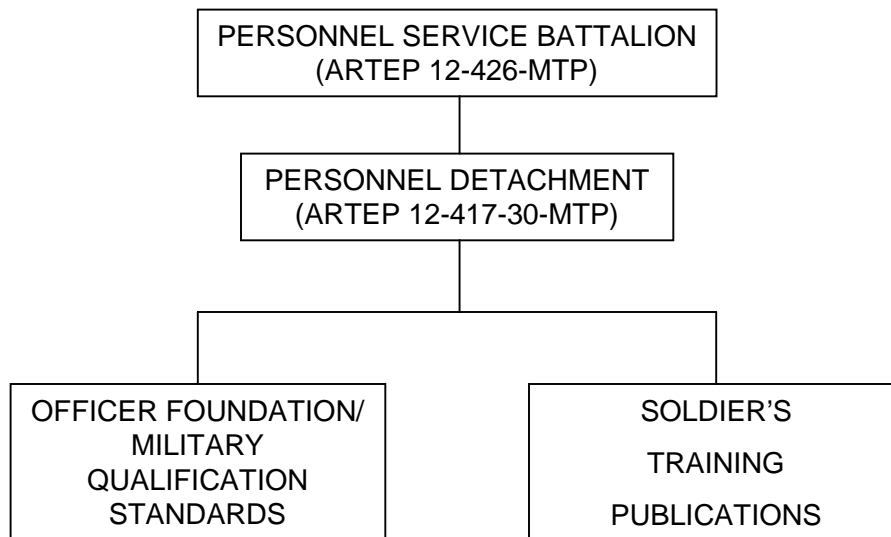 PERSONNEL SERVICE BATTALION
(ARTEP 12-426-MTP)
PERSONNEL DETACHMENT
(ARTEP 12-417-30-MTP)
OFFICER FOUNDATION/
MILITARY
QUALIFICATION
STANDARDS
SOLDIER’S
TRAINING
PUBLICATIONS